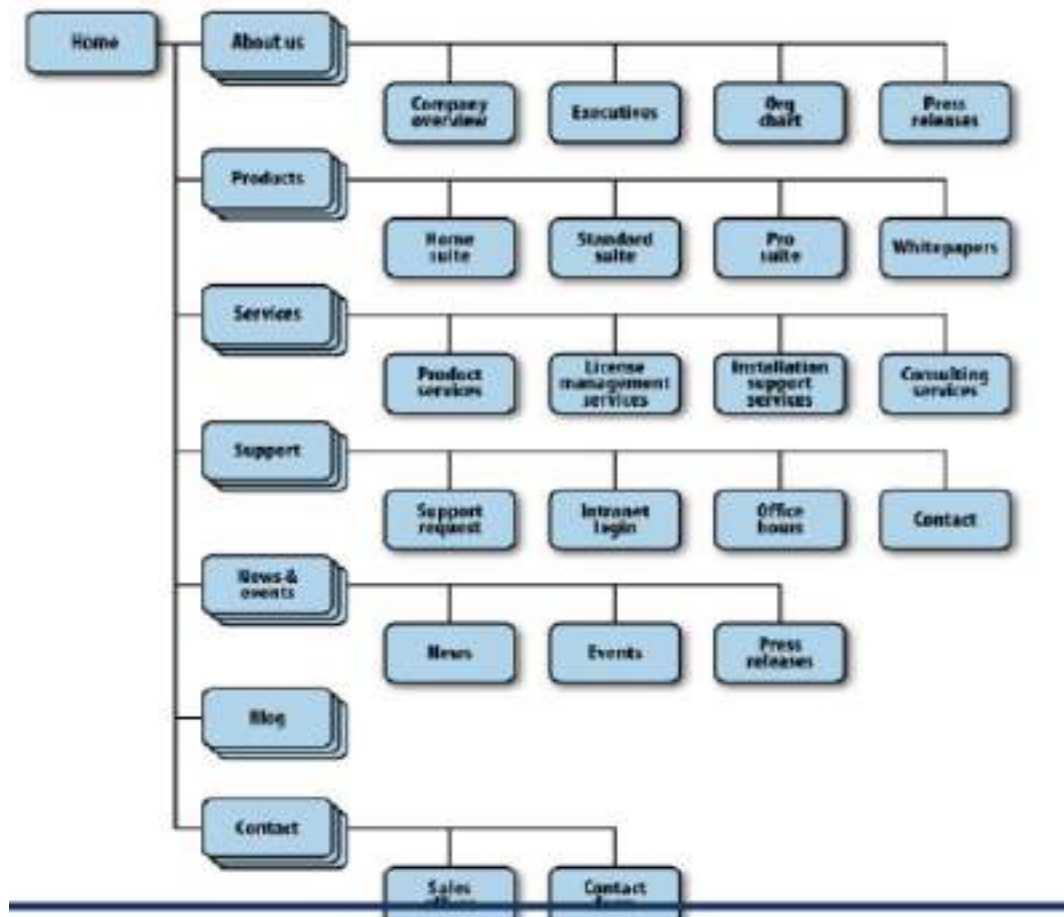 Home
About us
Company
overview
Executives
Org
chart
Press
releases
Products
Home
suite
Standard
suite
Pro
suite
Whitepapers
Services
Product
services
License
management
services
Installation
support
services
Consulting
services
Support
Support
request
Intranet
login
Office
hours
Contact
News &
events
News
Events
Press
releases
Blog
Contact
Sales
Contact